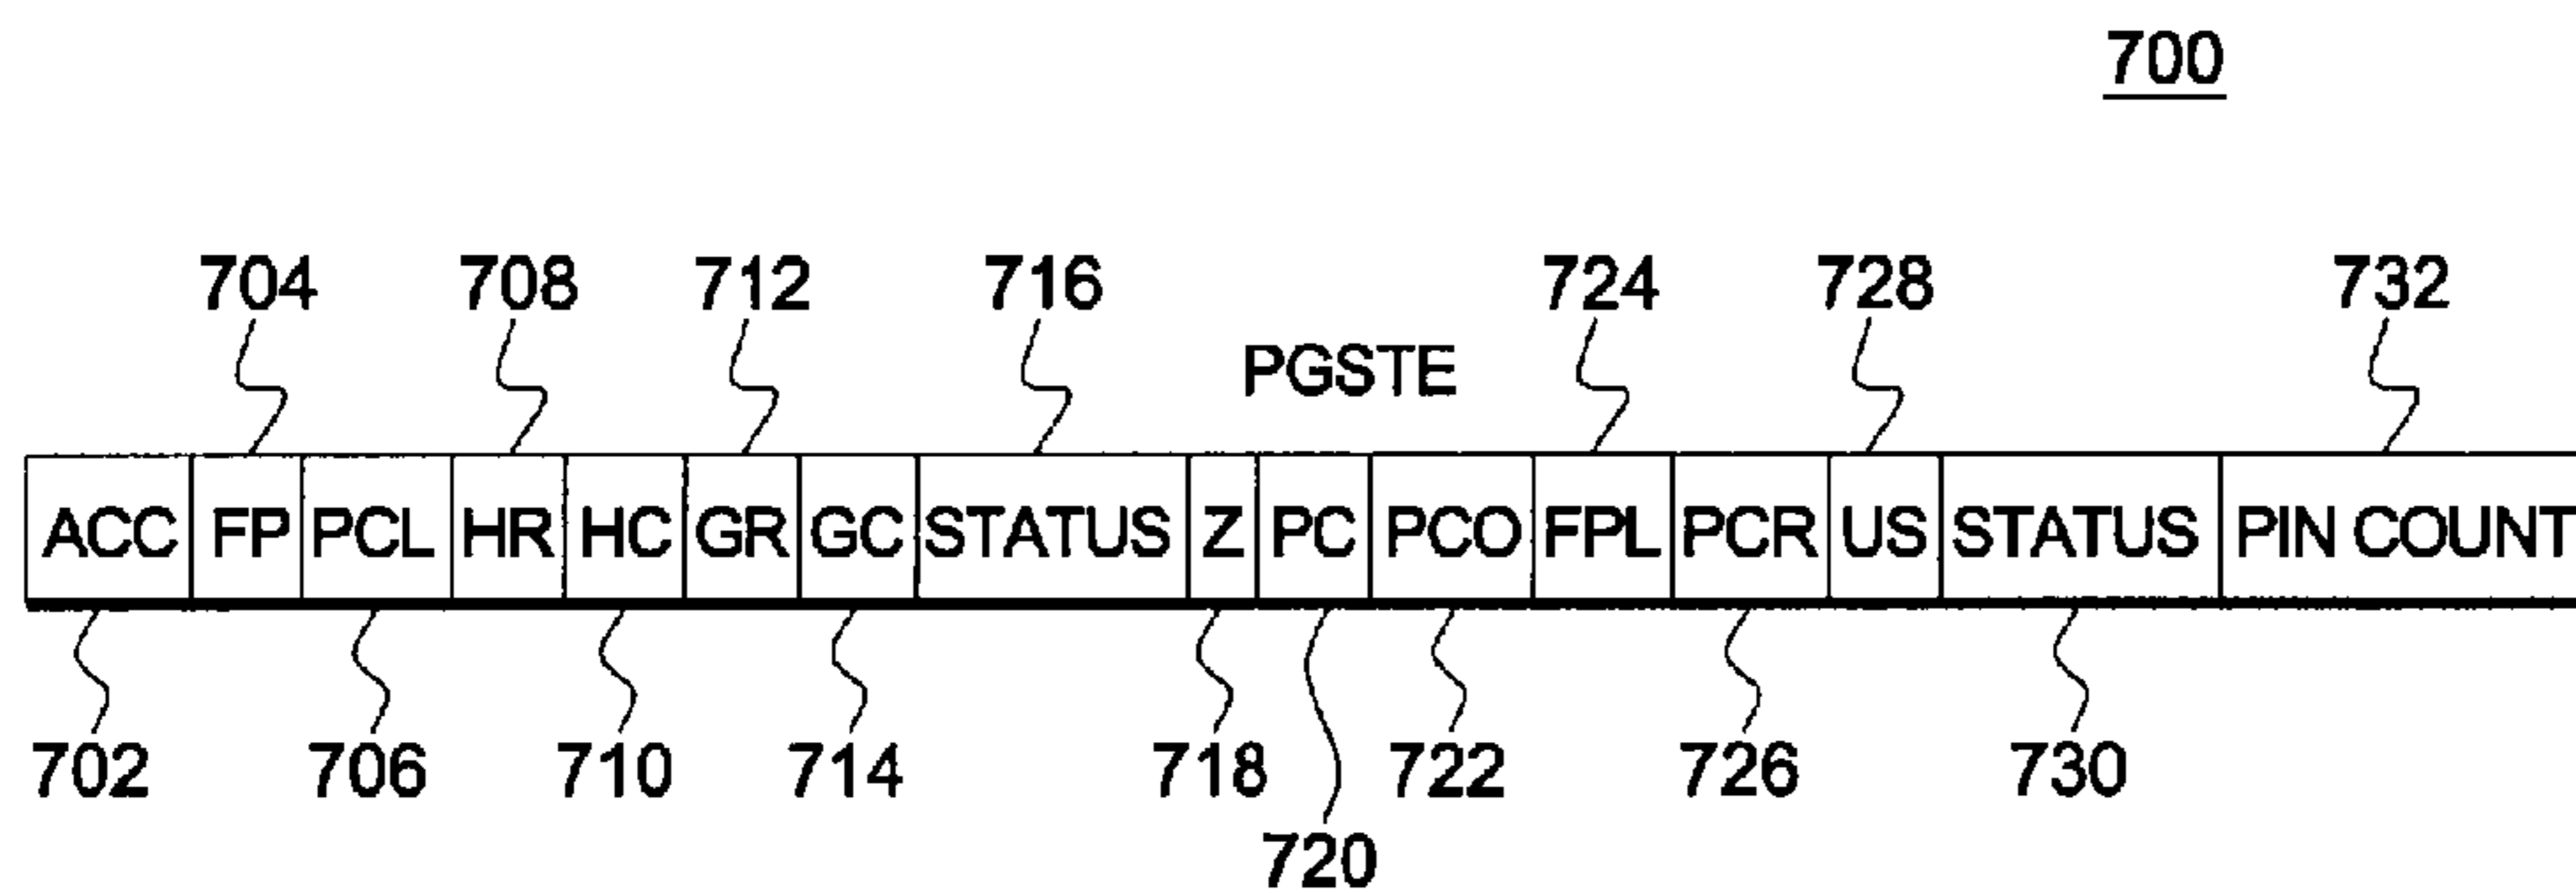 700
704 708 712 716 724 728 732
PGSTE
ACC FP PCL HR HC GR GC STATUS Z PC PCO FPL PCR US STATUS PIN COUNT
702 706 710 714 718 722 726 730
720